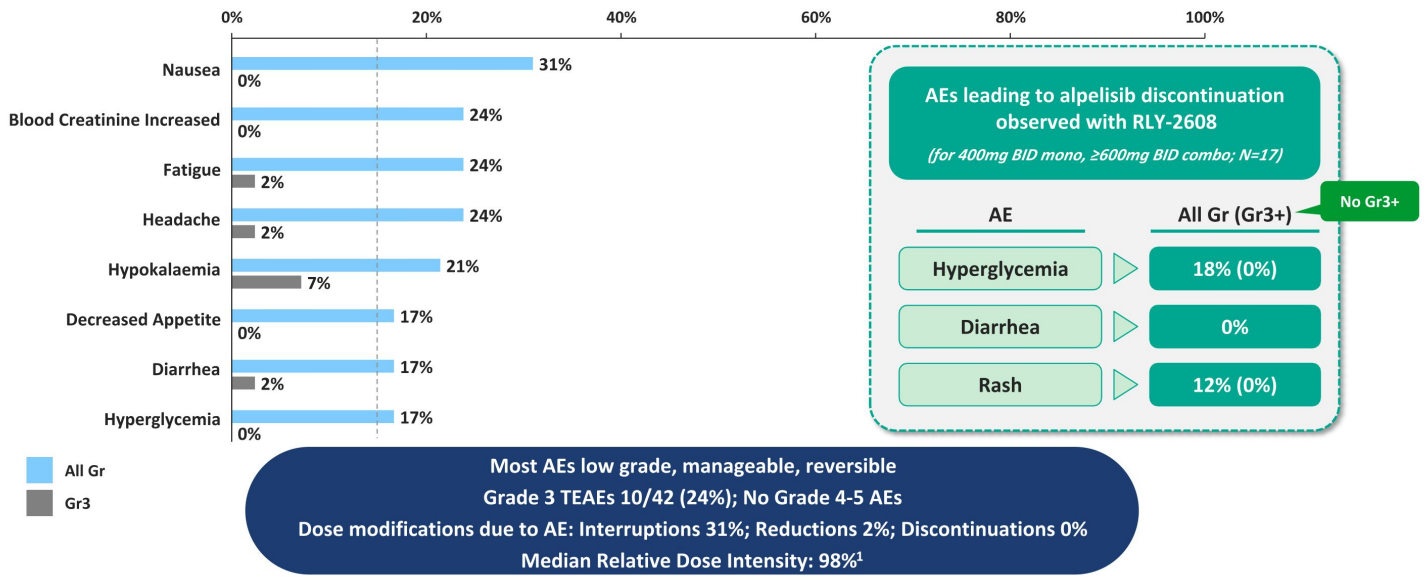 0%
20%
40%
60%
80%
100%
Nausea
31%
0%
Blood Creatinine Increased
24%
0%
Fatigue
24%
2%
Headache
24%
2%
Hypokalaemia
21%
7%
Decreased Appetite
17%
0%
Diarrhea
17%
2%
Hyperglycemia
17%
0%
All Gr
Gr3
AEs leading to alpelisib discontinuation
observed with RLY-2608
(for 400mg BID mono, ≥600mg BID combo; N=17)
No Gr3+
AE
All Gr (Gr3+)
Hyperglycemia
18% (0%)
Diarrhea
0%
Rash
12% (0%)
Most AEs low grade, manageable, reversible
Grade 3 TEAEs 10/42 (24%); No Grade 4-5 AEs
Dose modifications due to AE: Interruptions 31%; Reductions 2%; Discontinuations 0%
Median Relative Dose Intensity: 98%¹